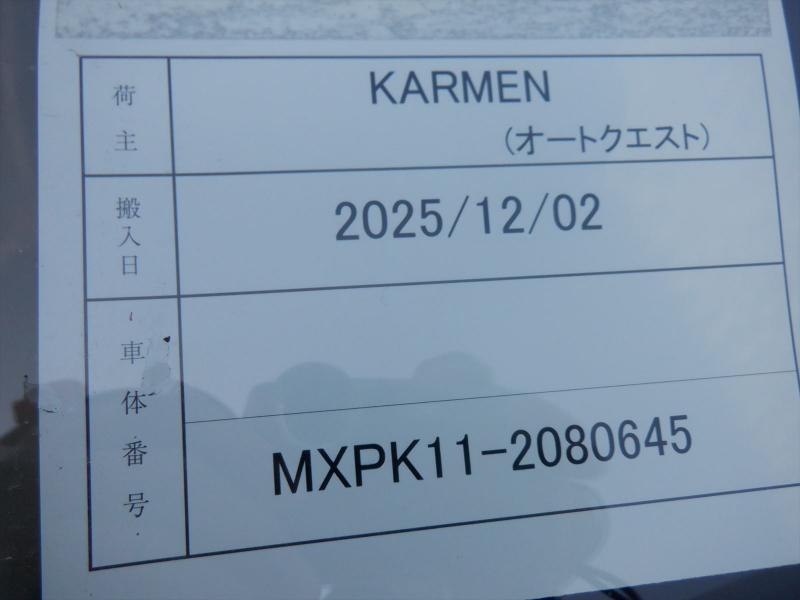 荷主
KARMEN
(オートクエスト)
搬入日
2025/12/02
車体番号
MXPK11-2080645